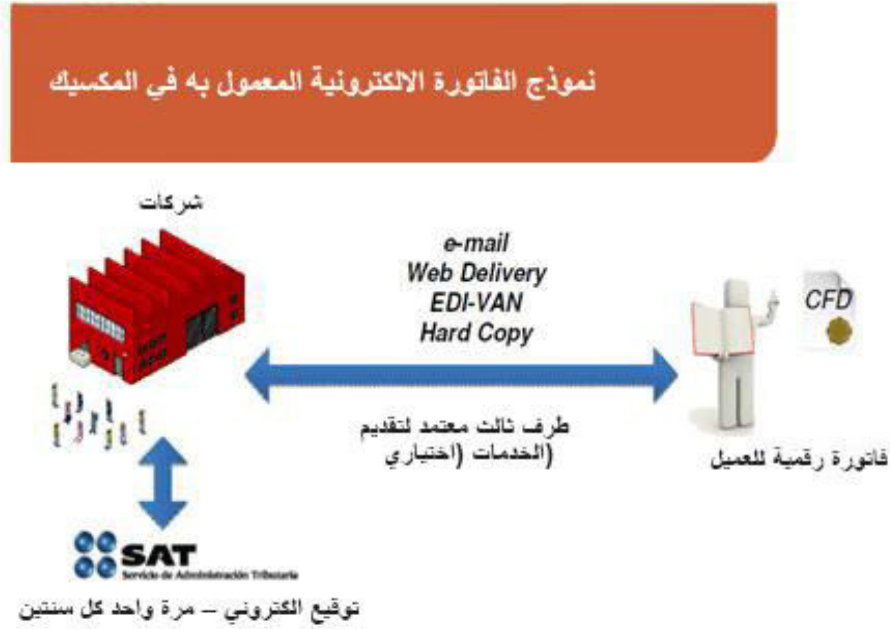 نموذج الفاتورة الالكترونية المعمول به في المكسيك
شركات
e-mail
Web Delivery
EDI-VAN
Hard Copy
CFD
طرف ثالث معتمد لتقديم
الخدمات (اختياري)
فاتورة رقمية للعميل
SAT
Servicio de Administración Tributaria
توقيع الكتروني – مرة واحد كل سنتين